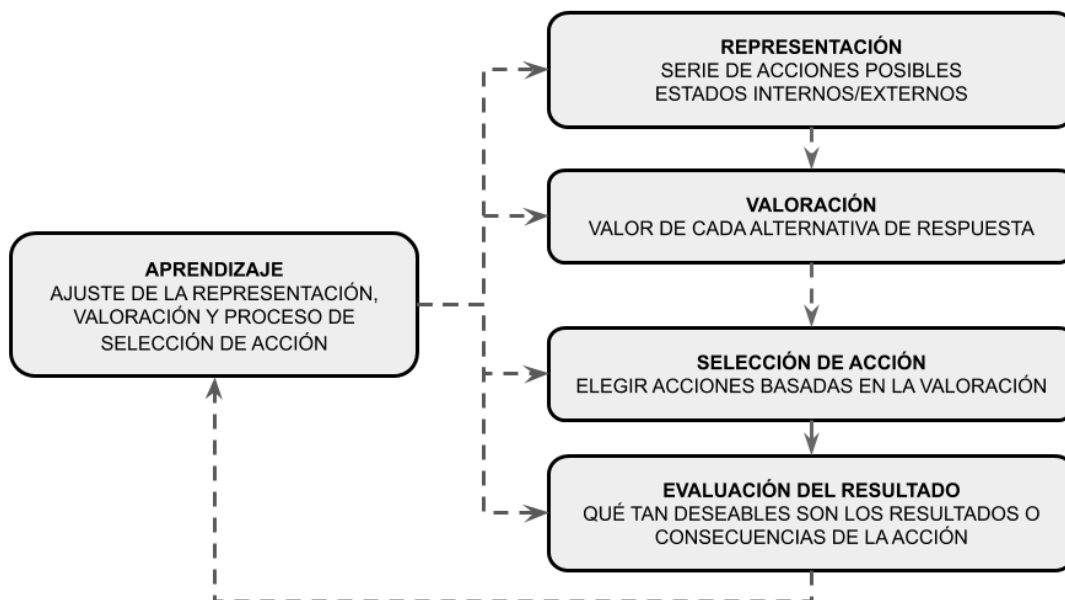 REPRESENTACIÓN
SERIE DE ACCIONES POSIBLES
ESTADOS INTERNOS/EXTERNOS
VALORACIÓN
VALOR DE CADA ALTERNATIVA DE RESPUESTA
APRENDIZAJE
AJUSTE DE LA REPRESENTACIÓN,
VALORACIÓN Y PROCESO DE
SELECCIÓN DE ACCIÓN
SELECCIÓN DE ACCIÓN
ELEGIR ACCIONES BASADAS EN LA VALORACIÓN
EVALUACIÓN DEL RESULTADO
QUÉ TAN DESEABLES SON LOS RESULTADOS O
CONSECUENCIAS DE LA ACCIÓN